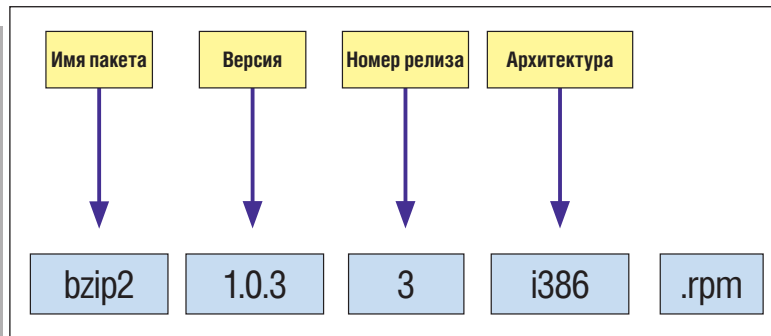 Имя пакета
Версия
Номер релиза
Архитектура
bzip2
1.0.3
3
i386
.rpm